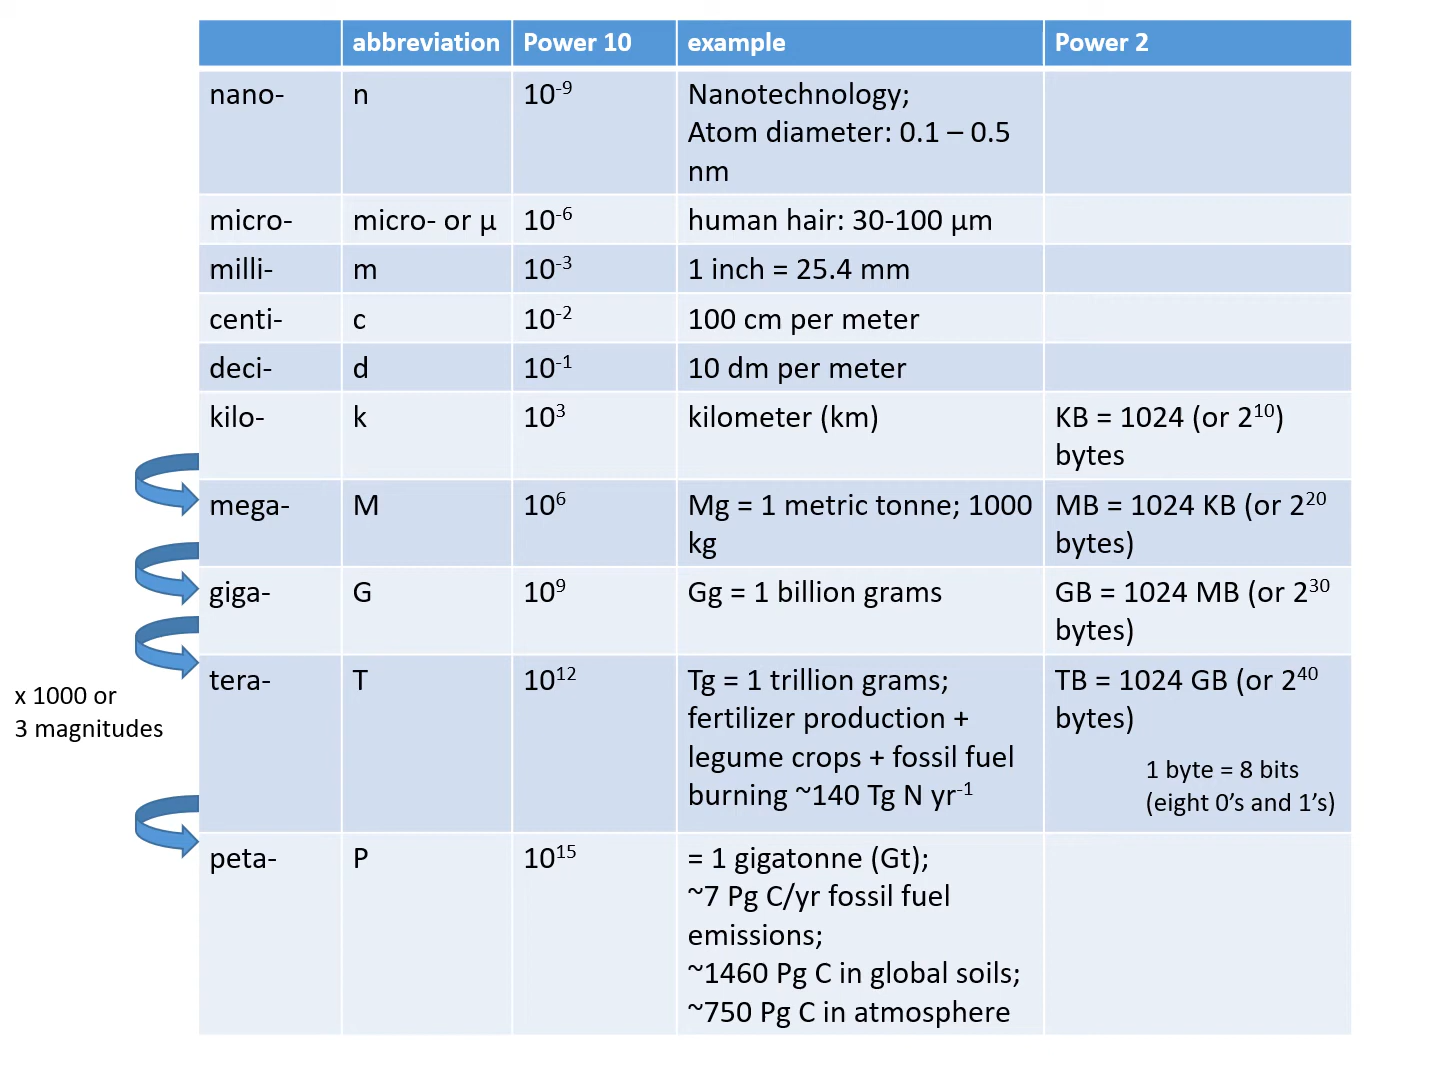 abbreviation Power 10 example Power 2
nano- n 10⁻⁹ Nanotechnology;
Atom diameter: 0.1 – 0.5
nm
micro- micro- or µ 10⁻⁶ human hair: 30-100 µm
milli- m 10⁻³ 1 inch = 25.4 mm
centi- c 10⁻² 100 cm per meter
deci- d 10⁻¹ 10 dm per meter
kilo- k 10³ kilometer (km) KB = 1024 (or 2¹⁰)
bytes
mega- M 10⁶ Mg = 1 metric tonne; 1000 MB = 1024 KB (or 2²⁰
kg bytes)
giga- G 10⁹ Gg = 1 billion grams GB = 1024 MB (or 2³⁰
bytes)
tera- T 10¹² Tg = 1 trillion grams; TB = 1024 GB (or 2⁴⁰
fertilizer production + bytes)
legume crops + fossil fuel 1 byte = 8 bits
burning ~140 Tg N yr⁻¹ (eight 0’s and 1’s)
x 1000 or
3 magnitudes
peta- P 10¹⁵ = 1 gigatonne (Gt);
~7 Pg C/yr fossil fuel
emissions;
~1460 Pg C in global soils;
~750 Pg C in atmosphere